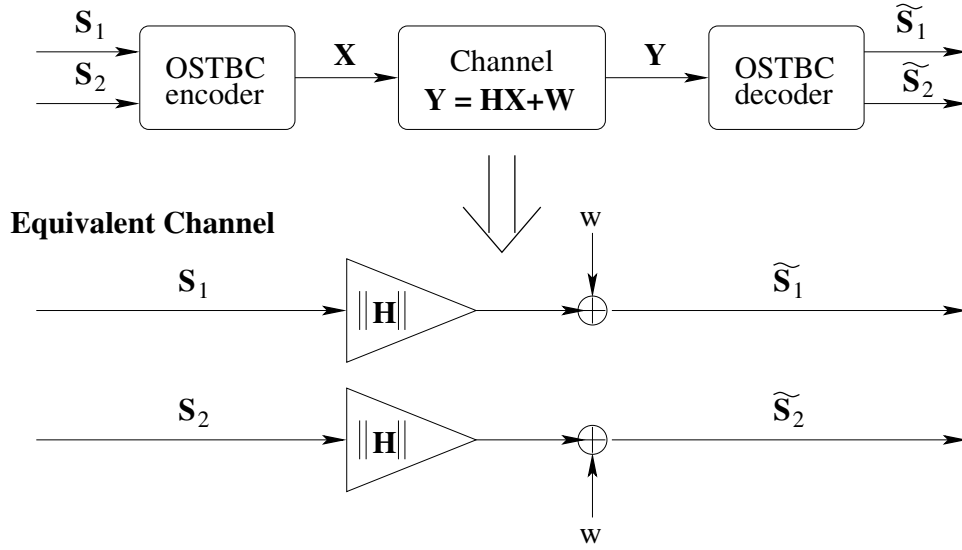 S1 X Y S̃1
S2 S̃2
OSTBC
encoder
Channel
Y = HX+W
OSTBC
decoder
Equivalent Channel
w
S1 ||H|| S̃1
S2 ||H|| S̃2
w